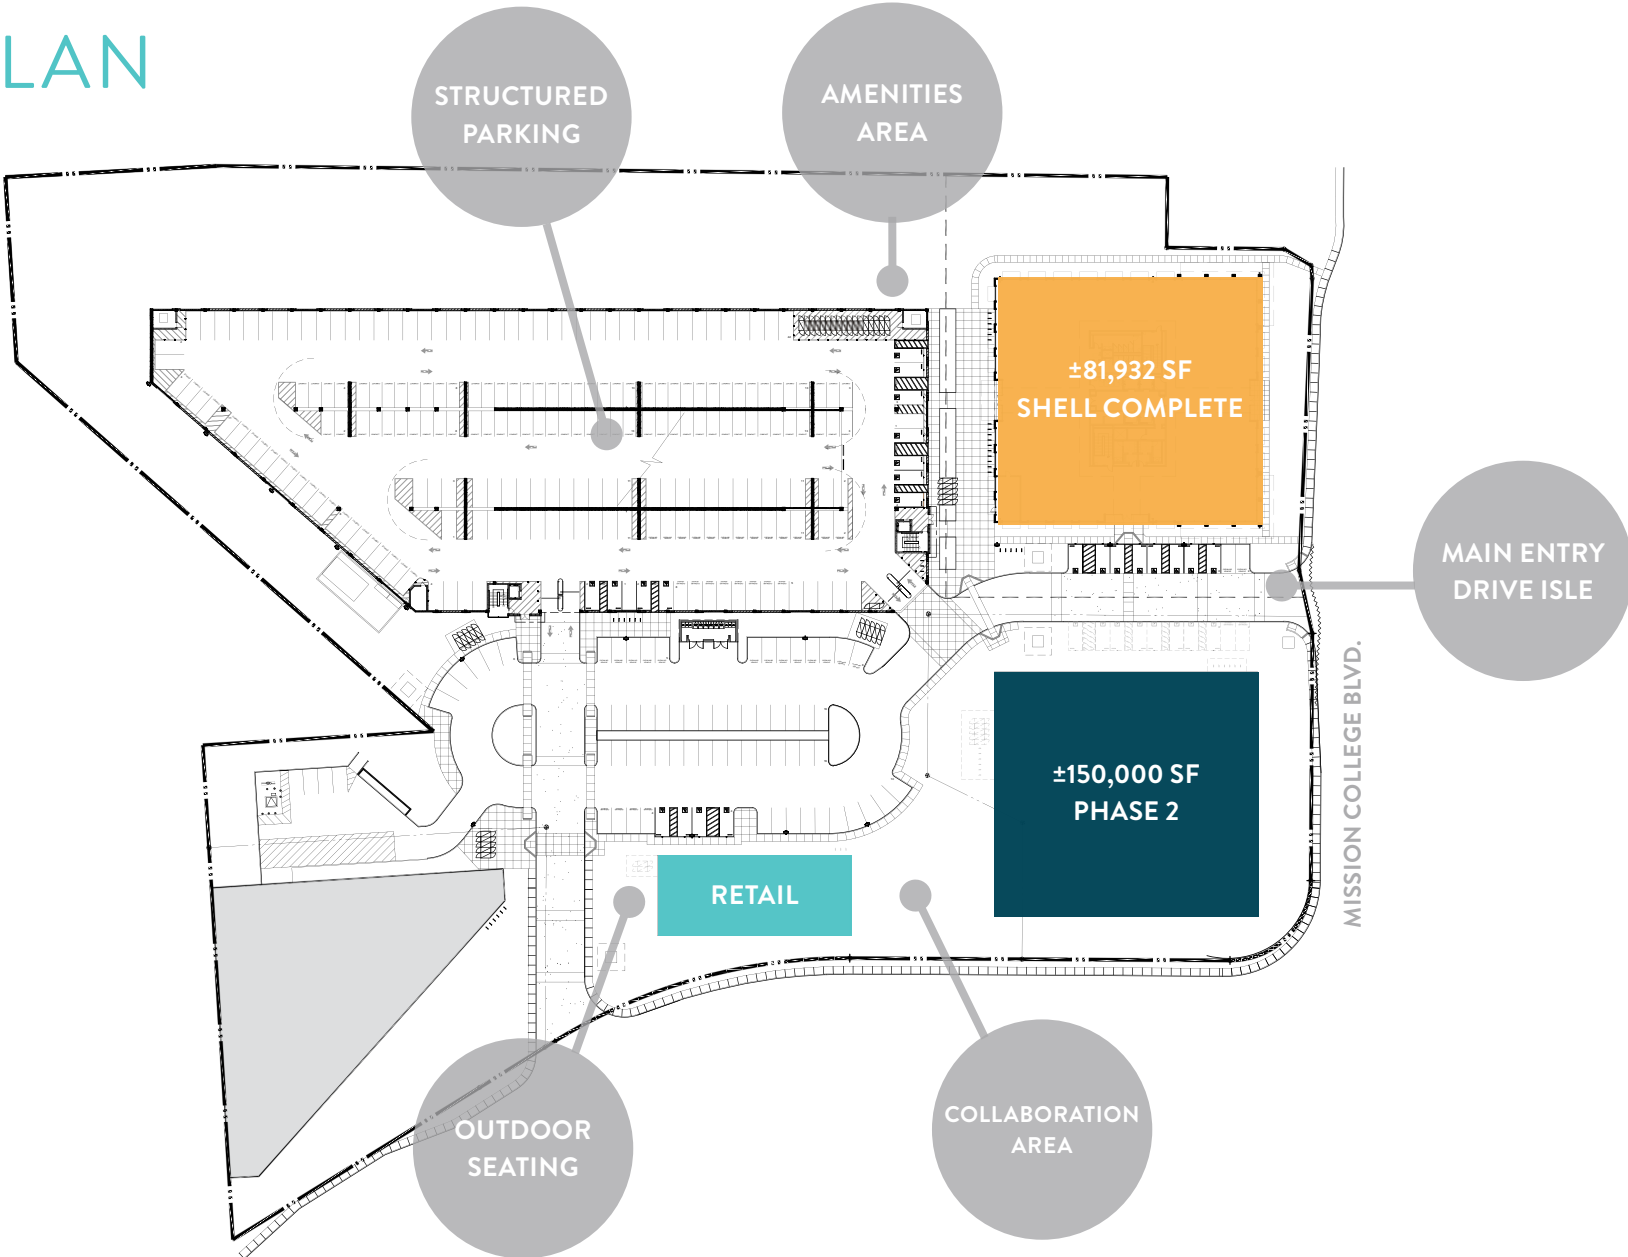 LAN
STRUCTURED
PARKING
AMENITIES
AREA
±81,932 SF
SHELL COMPLETE
MAIN ENTRY
DRIVE ISLE
MISSION COLLEGE BLVD.
±150,000 SF
PHASE 2
RETAIL
OUTDOOR
SEATING
COLLABORATION
AREA